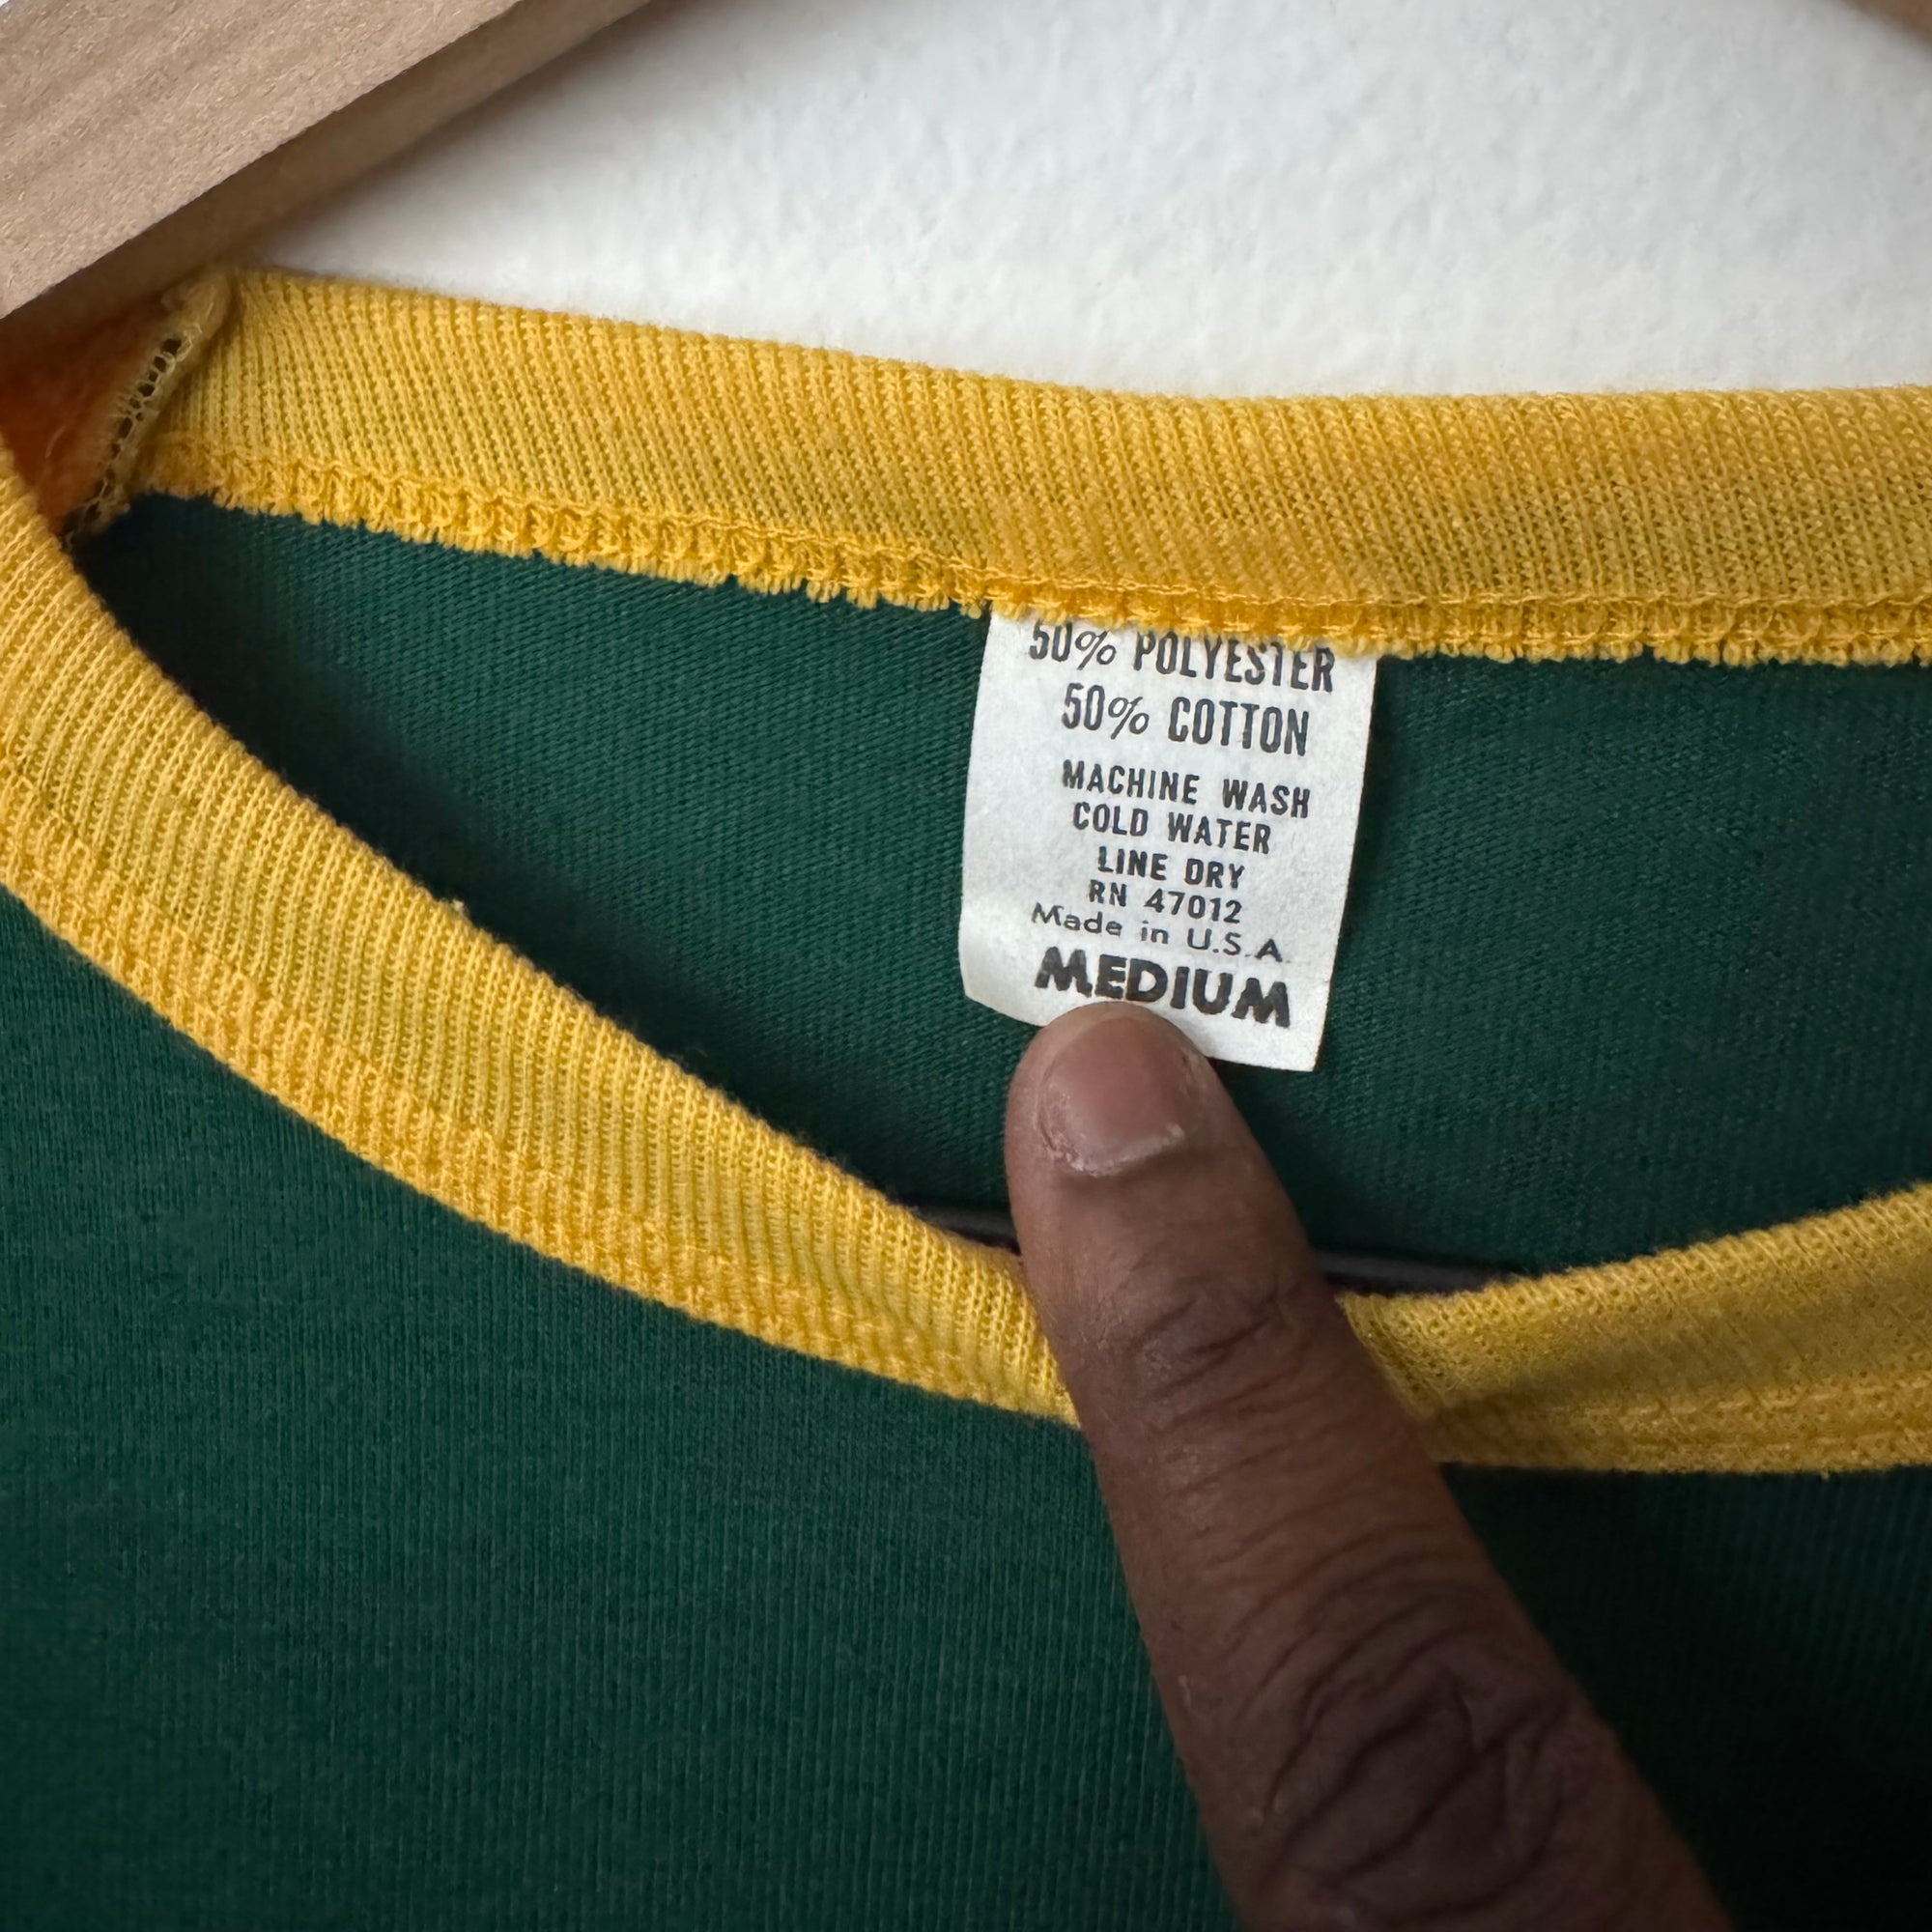 50% POLYESTER
50% COTTON
MACHINE WASH
COLD WATER
LINE DRY
RN 47012
Made in U.S.A.
MEDIUM